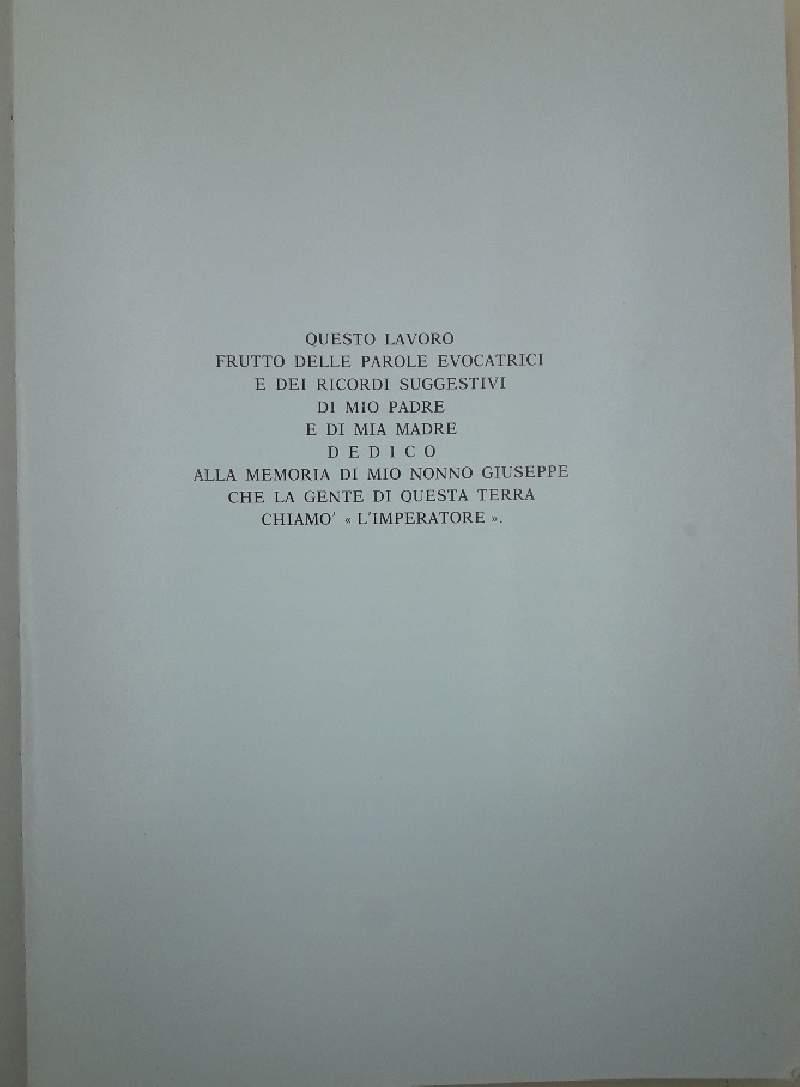 QUESTO LAVORO
FRUTTO DELLE PAROLE EVOCATRICI
E DEI RICORDI SUGGESTIVI
DI MIO PADRE
E DI MIA MADRE
D E D I C O
ALLA MEMORIA DI MIO NONNO GIUSEPPE
CHE LA GENTE DI QUESTA TERRA
CHIAMO' « L'IMPERATORE ».